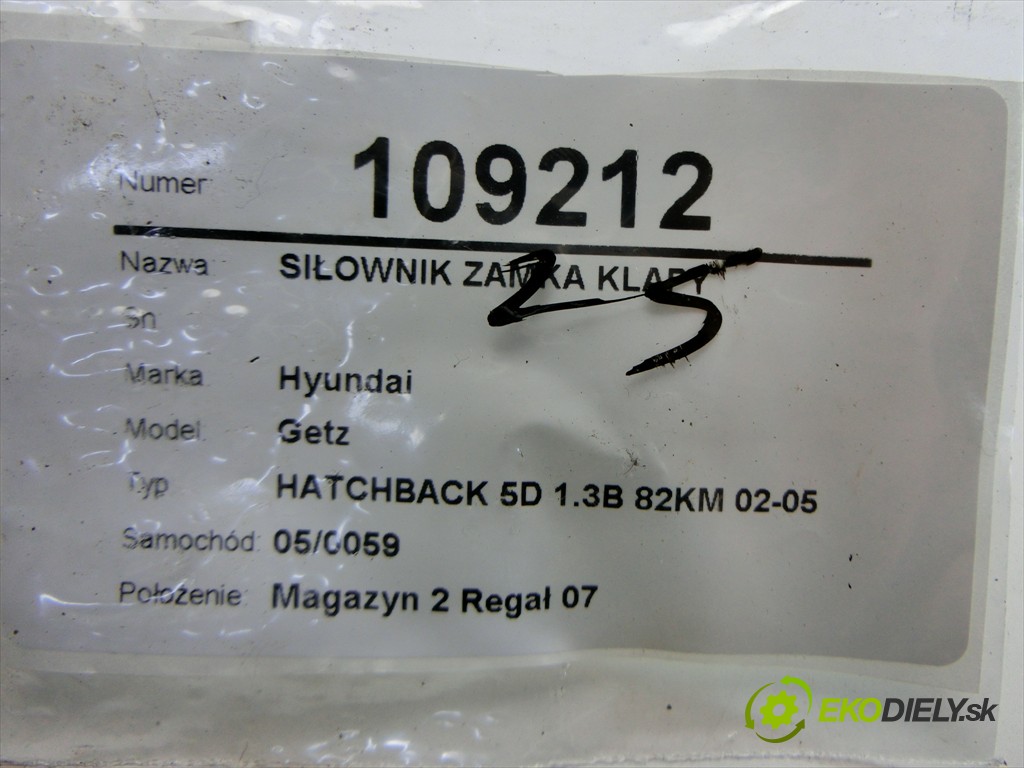 Numer: 109212
Nazwa: SIŁOWNIK ZAMKA KLAPY
25
Sn
Marka: Hyundai
Model: Getz
Typ: HATCHBACK 5D 1.3B 82KM 02-05
Samochód: 05/0059
Położenie: Magazyn 2 Regał 07
EKODIELY.sk